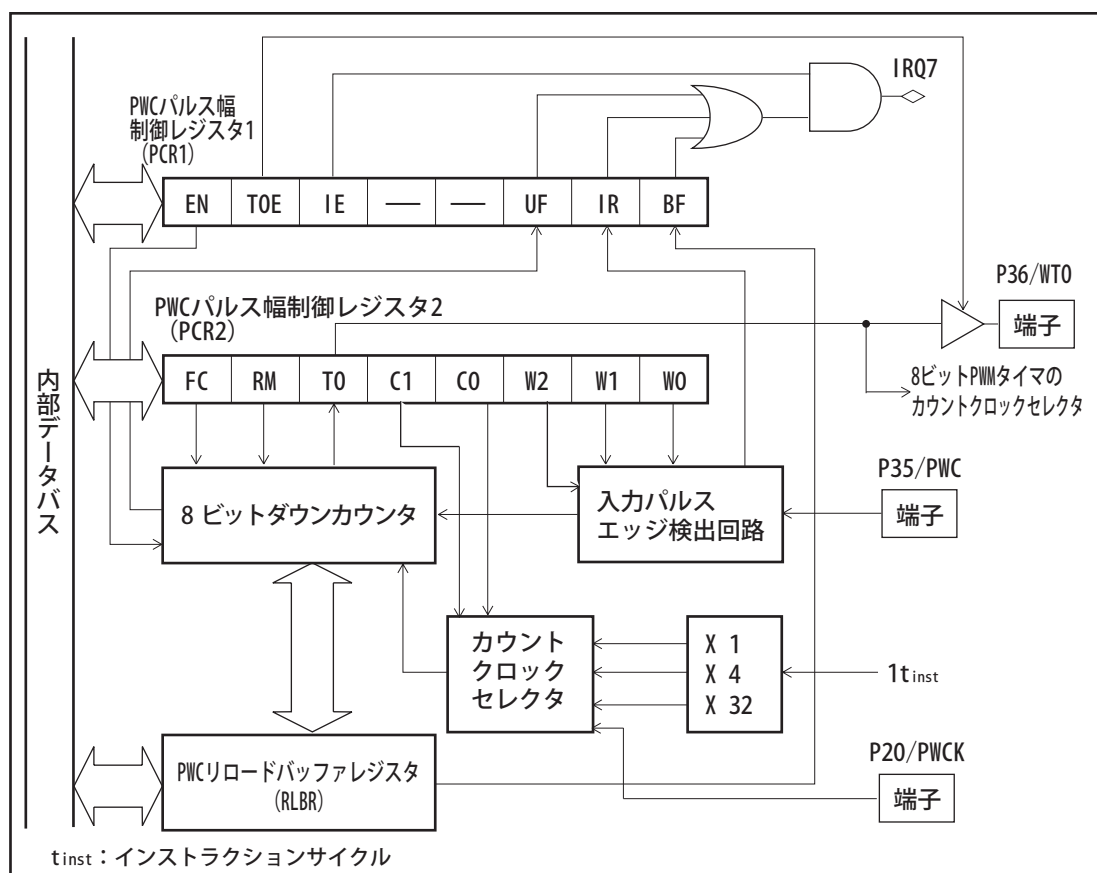 IRQ7
PWCパルス幅
制御レジスタ1
(PCR1)
EN TOE IE — — UF IR BF
P36/WTO
端子
PWCパルス幅制御レジスタ2
(PCR2)
FC RM TO C1 C0 W2 W1 W0
8ビットPWMタイマの
カウントクロックセレクタ
内部データバス
P35/PWC
端子
8 ビットダウンカウンタ
入力パルス
エッジ検出回路
カウント
クロック
セレクタ
X 1
X 4
X 32
1tinst
P20/PWCK
端子
PWCリロードバッファレジスタ
(RLBR)
tinst：インストラクションサイクル